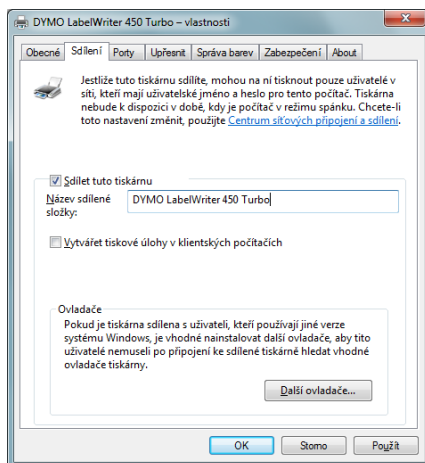 DYMO LabelWriter 450 Turbo – vlastnosti
Obecné Sdílení Porty Upřesnit Správa barev Zabezpečení About
Jestliže tuto tiskárnu sdílíte, mohou na ní tisknout pouze uživatelé v
síti, kteří mají uživatelské jméno a heslo pro tento počítač. Tiskárna
nebude k dispozici v době, kdy je počítač v režimu spánku. Chcete-li
toto nastavení změnit, použijte Centrum síťových připojení a sdílení.
Sdílet tuto tiskárnu
Název sdílené
složky:
DYMO LabelWriter 450 Turbo
Vytvářet tiskové úlohy v klientských počítačích
Ovladače
Pokud je tiskárna sdílena s uživateli, kteří používají jiné verze
systému Windows, je vhodné nainstalovat další ovladače, aby tito
uživatelé nemuseli po připojení ke sdílené tiskárně hledat vhodné
ovladače tiskárny.
Další ovladače...
OK Storno Použít